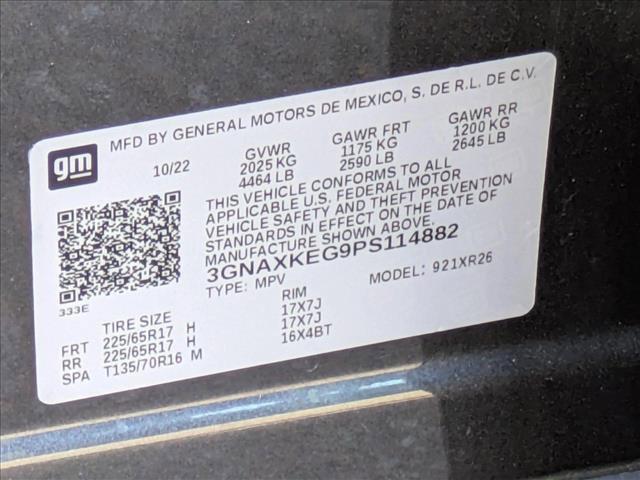 gm
MFD BY GENERAL MOTORS DE MEXICO, S. DE R.L. DE C.V.
10/22 GVWR GAWR FRT GAWR RR
2025 KG 1175 KG 1200 KG
4464 LB 2590 LB 2645 LB
THIS VEHICLE CONFORMS TO ALL
APPLICABLE U.S. FEDERAL MOTOR
VEHICLE SAFETY AND THEFT PREVENTION
STANDARDS IN EFFECT ON THE DATE OF
MANUFACTURE SHOWN ABOVE.
3GNAXKEG9PS114882
TYPE: MPV MODEL: 921XR26
333E
TIRE SIZE RIM
FRT 225/65R17 H 17X7J
RR 225/65R17 H 17X7J
SPA T135/70R16 M 16X4BT